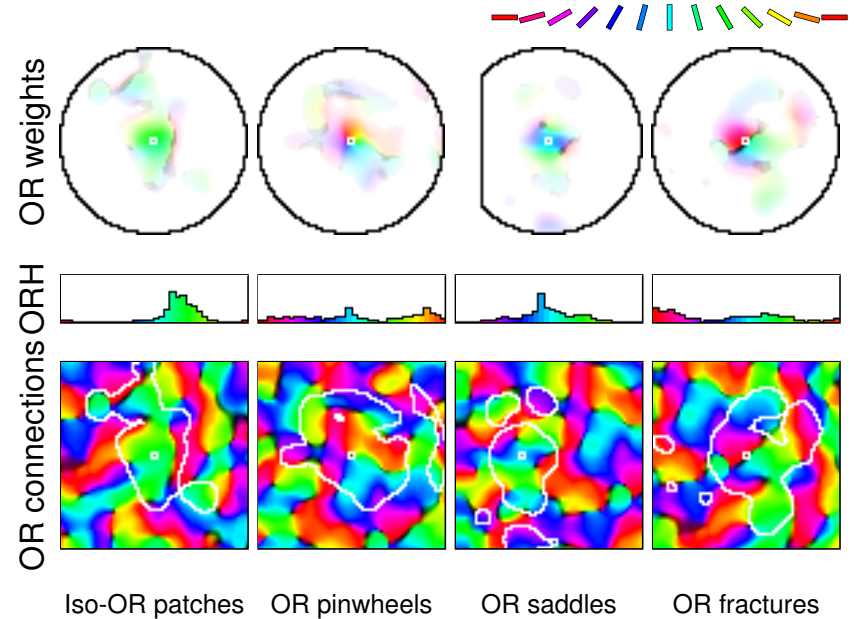 OR weights
ORH
OR connections
Iso-OR patches
OR pinwheels
OR saddles
OR fractures